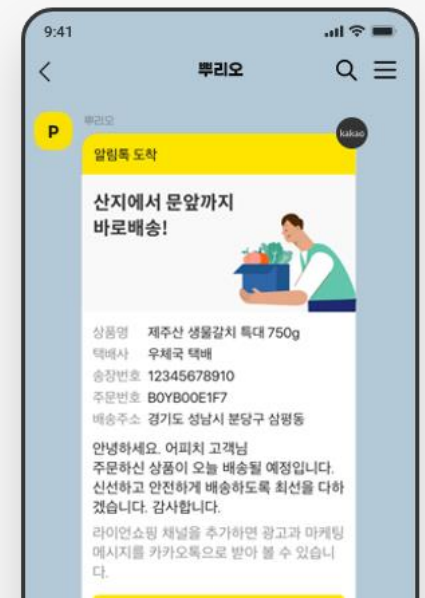 9:41
뿌리오
P
뿌리오
kakao
알림톡 도착
산지에서 문앞까지
바로배송!
상품명 제주산 생물갈치 특대 750g
택배사 우체국 택배
송장번호 12345678910
주문번호 B0YB00E1F7
배송주소 경기도 성남시 분당구 삼평동
안녕하세요. 어피치 고객님
주문하신 상품이 오늘 배송될 예정입니다.
신선하고 안전하게 배송하도록 최선을 다하
겠습니다. 감사합니다.
라이언쇼핑 채널을 추가하면 광고과 마케팅
메시지를 카카오톡으로 받아 볼 수 있습니
다.